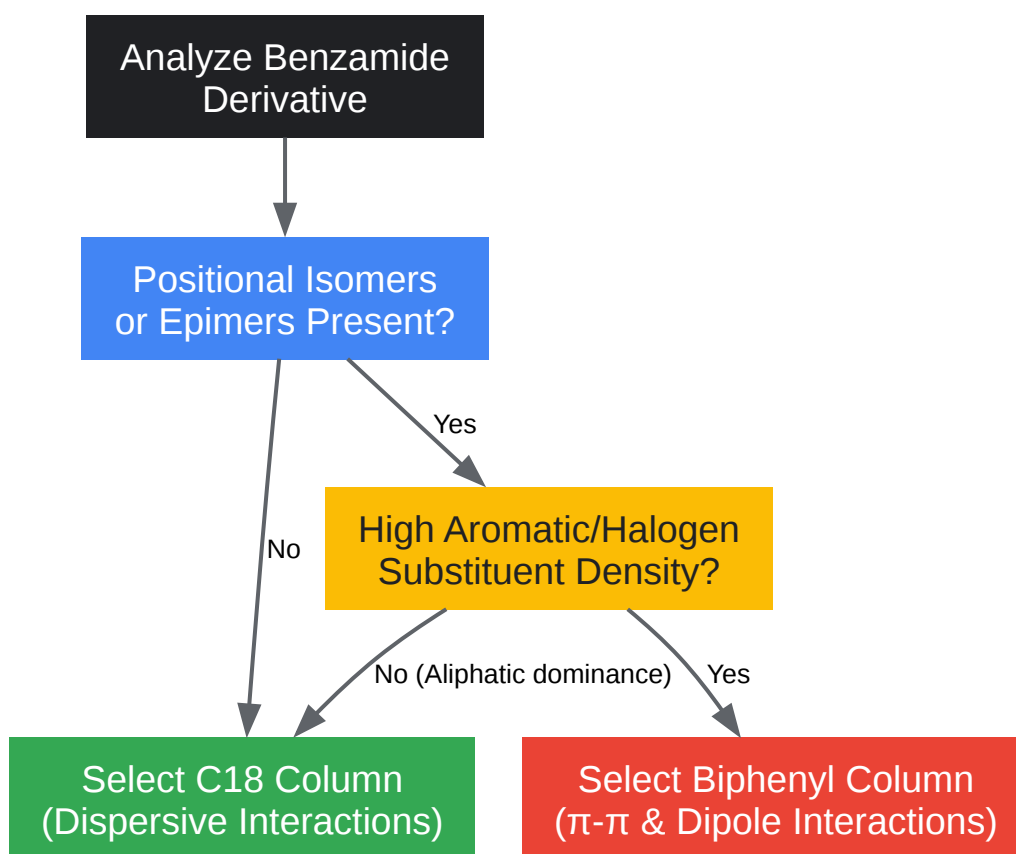 Analyze Benzamide
Derivative
Positional Isomers
or Epimers Present?
Yes
No
High Aromatic/Halogen
Substituent Density?
No (Aliphatic dominance)
Yes
Select C18 Column
(Dispersive Interactions)
Select Biphenyl Column
(π-π & Dipole Interactions)